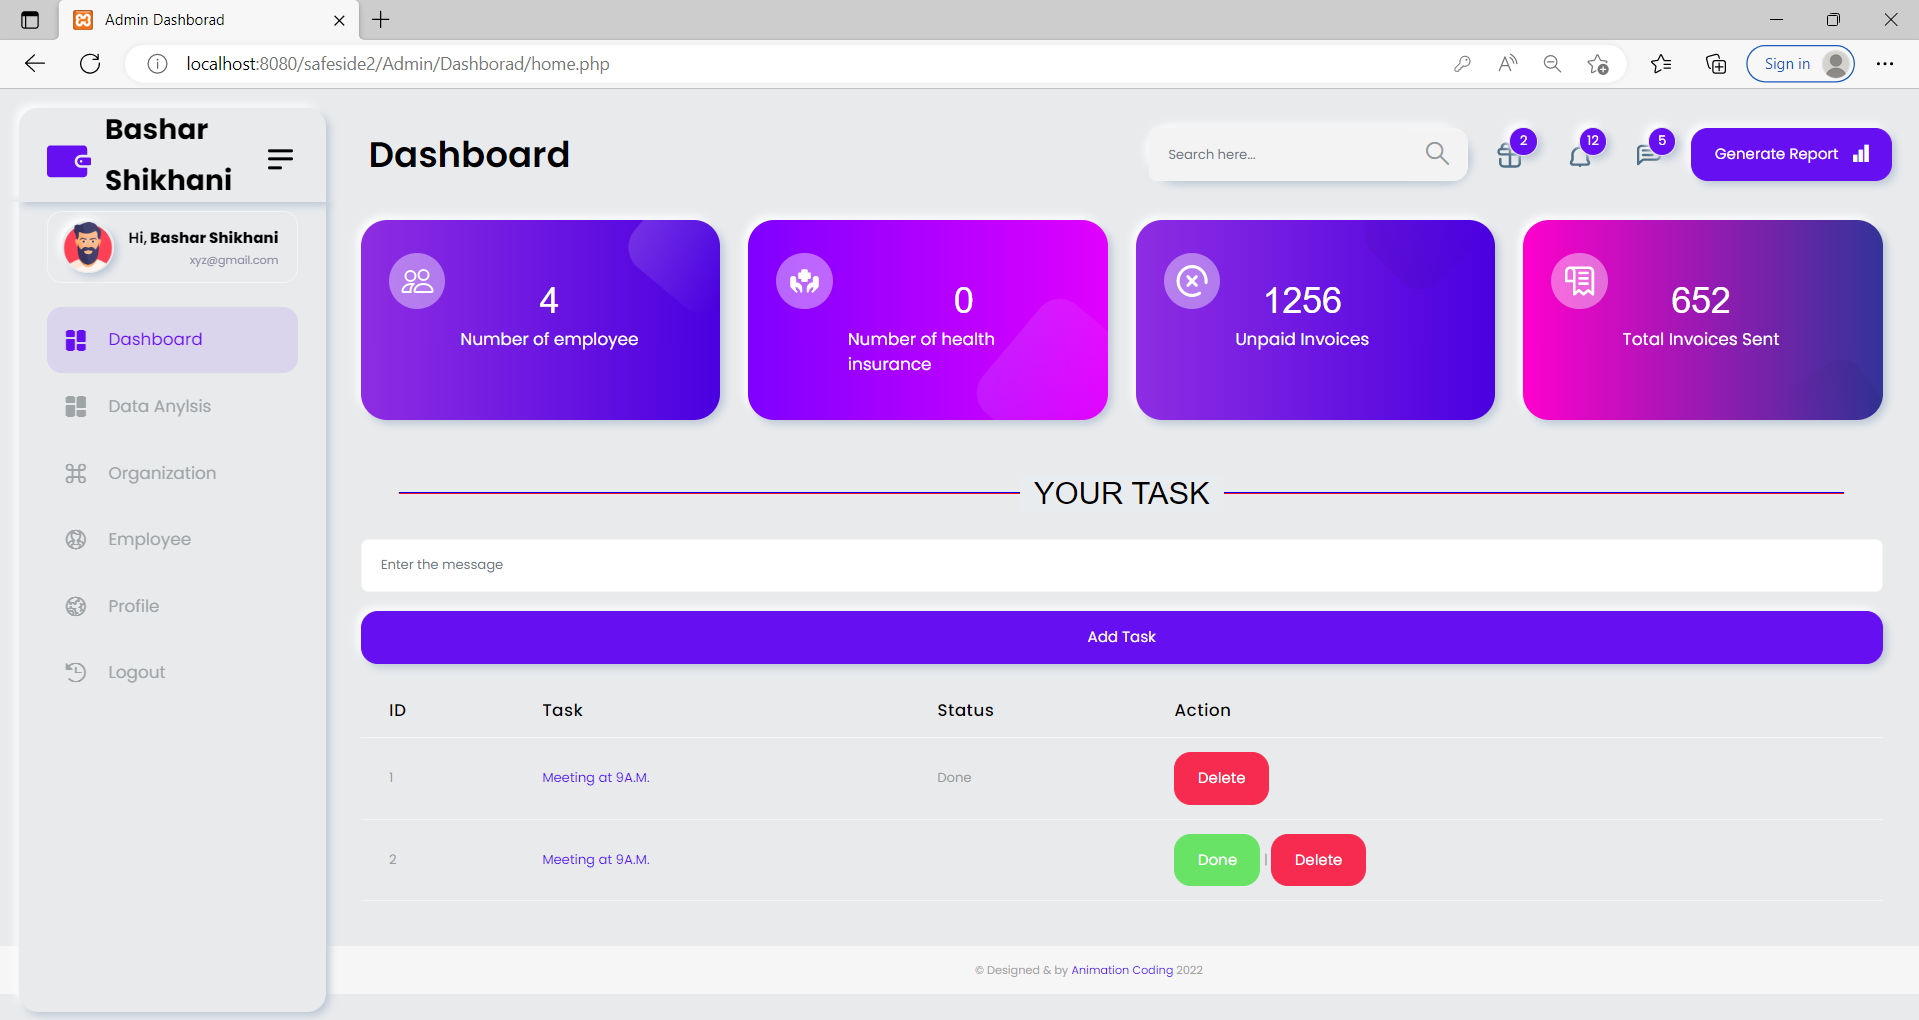 Admin Dashborad
localhost:8080/safeside2/Admin/Dashborad/home.php
Sign in
Bashar
Shikhani
Hi, Bashar Shikhani
xyz@gmail.com
Dashboard
Data Anylsis
Organization
Employee
Profile
Logout
Dashboard
Search here...
2
12
5
Generate Report
4
Number of employee
0
Number of health
insurance
1256
Unpaid Invoices
652
Total Invoices Sent
YOUR TASK
Enter the message
Add Task
ID Task Status Action
1 Meeting at 9A.M. Done Delete
2 Meeting at 9A.M. Done | Delete
© Designed & by Animation Coding 2022